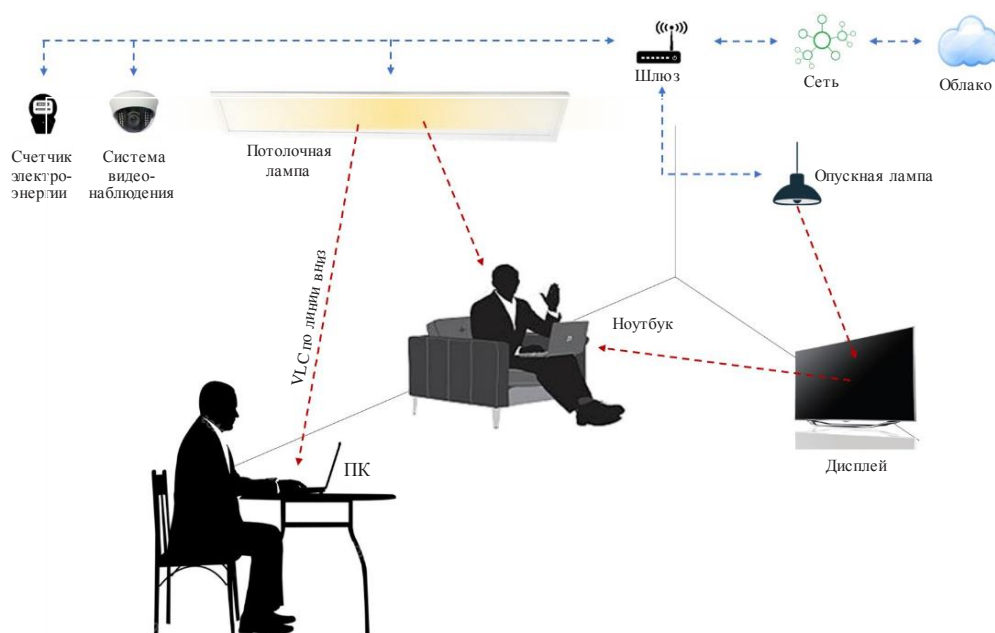 Шлюз
Сеть
Облако
Счетчик
электро-
энергии
Система
видео-
наблюдения
Потолочная
лампа
Опускная лампа
VLC по линии вниз
Ноутбук
ПК
Дисплей